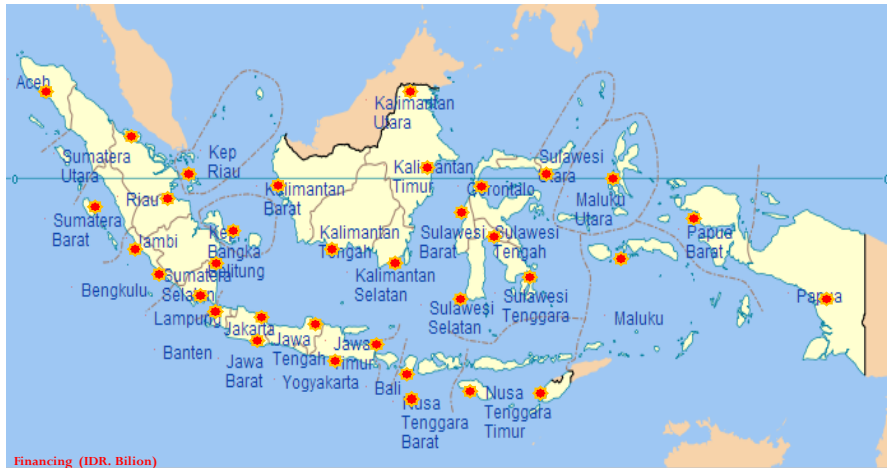 Aceh
Kalimantan
Utara
Sumatera
Utara
Kep
Riau
Kalimantan
Timur
Sulawesi
Utara
0
0
Gorontalo
Kalimantan
Barat
Riau
Maluku
Utara
Sumatera
Barat
Jambi
Kep
Bangka
Belitung
Kalimantan
Tengah
Sulawesi
Barat
Sulawesi
Tengah
Papua
Barat
Bengkulu
Sumatera
Selatan
Kalimantan
Selatan
Sulawesi
Selatan
Sulawesi
Tenggara
Papua
Lampung
Jakarta
Maluku
Banten
Jawa
Barat
Jawa
Tengah
Jaws
Timur
Yogyakarta
Bali
Nusa
Tenggara
Barat
Nusa
Tenggara
Timur
Financing (IDR. Bilion)